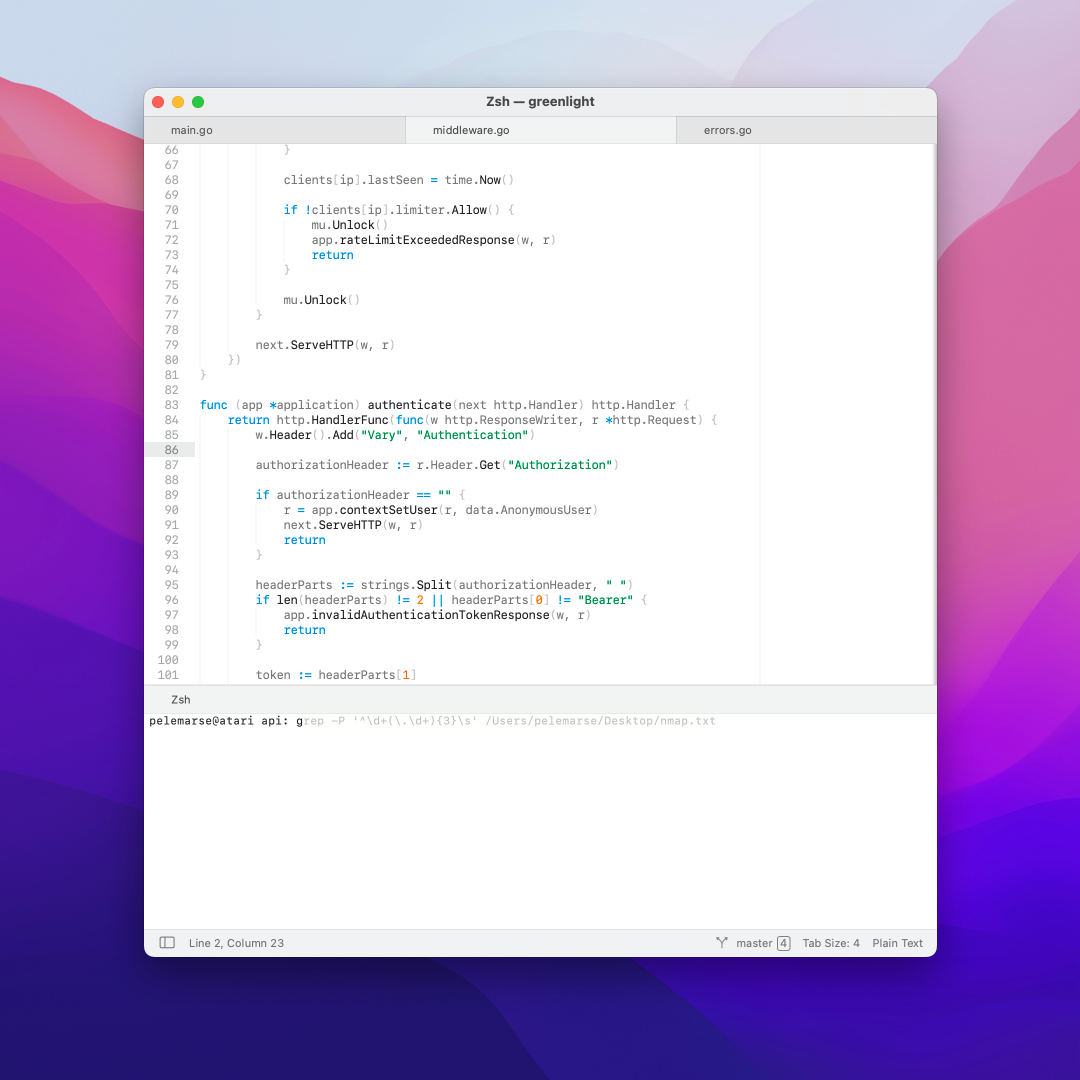 Zsh — greenlight
main.go middleware.go errors.go
66 }
67
68 clients[ip].lastSeen = time.Now()
69
70 if !clients[ip].limiter.Allow() {
71 mu.Unlock()
72 app.rateLimitExceededResponse(w, r)
73 return
74 }
75
76 mu.Unlock()
77 }
78
79 next.ServeHTTP(w, r)
80 })
81 }
82
83 func (app *application) authenticate(next http.Handler) http.Handler {
84 return http.HandlerFunc(func(w http.ResponseWriter, r *http.Request) {
85 w.Header().Add("Vary", "Authentication")
86
87 authorizationHeader := r.Header.Get("Authorization")
88
89 if authorizationHeader == "" {
90 r = app.contextSetUser(r, data.AnonymousUser)
91 next.ServeHTTP(w, r)
92 return
93 }
94
95 headerParts := strings.Split(authorizationHeader, " ")
96 if len(headerParts) != 2 || headerParts[0] != "Bearer" {
97 app.invalidAuthenticationTokenResponse(w, r)
98 return
99 }
100
101 token := headerParts[1]
Zsh
pelemarse@atari api: grep -P '^\d+(\.\d+){3}\s' /Users/pelemarse/Desktop/nmap.txt
Line 2, Column 23 master 4 Tab Size: 4 Plain Text